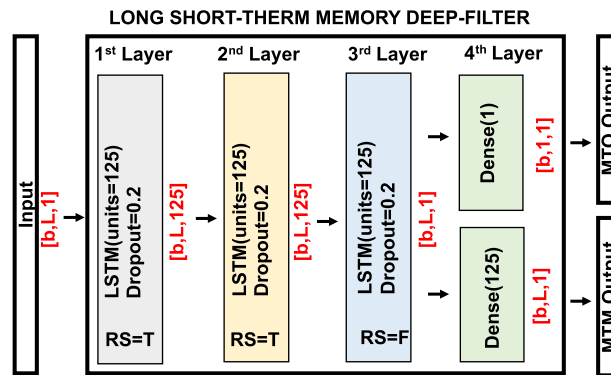 LONG SHORT-THERM MEMORY DEEP-FILTER
1st Layer
2nd Layer
3rd Layer
4th Layer
Input
[b,L,1]
LSTM(units=125)
Dropout=0.2
RS=T
[b,L,125]
LSTM(units=125)
Dropout=0.2
RS=T
[b,L,125]
LSTM(units=125)
Dropout=0.2
RS=F
[b,L,1]
Dense(1)
[b,1,1]
MTO Output
Dense(125)
[b,L,1]
MTM Output